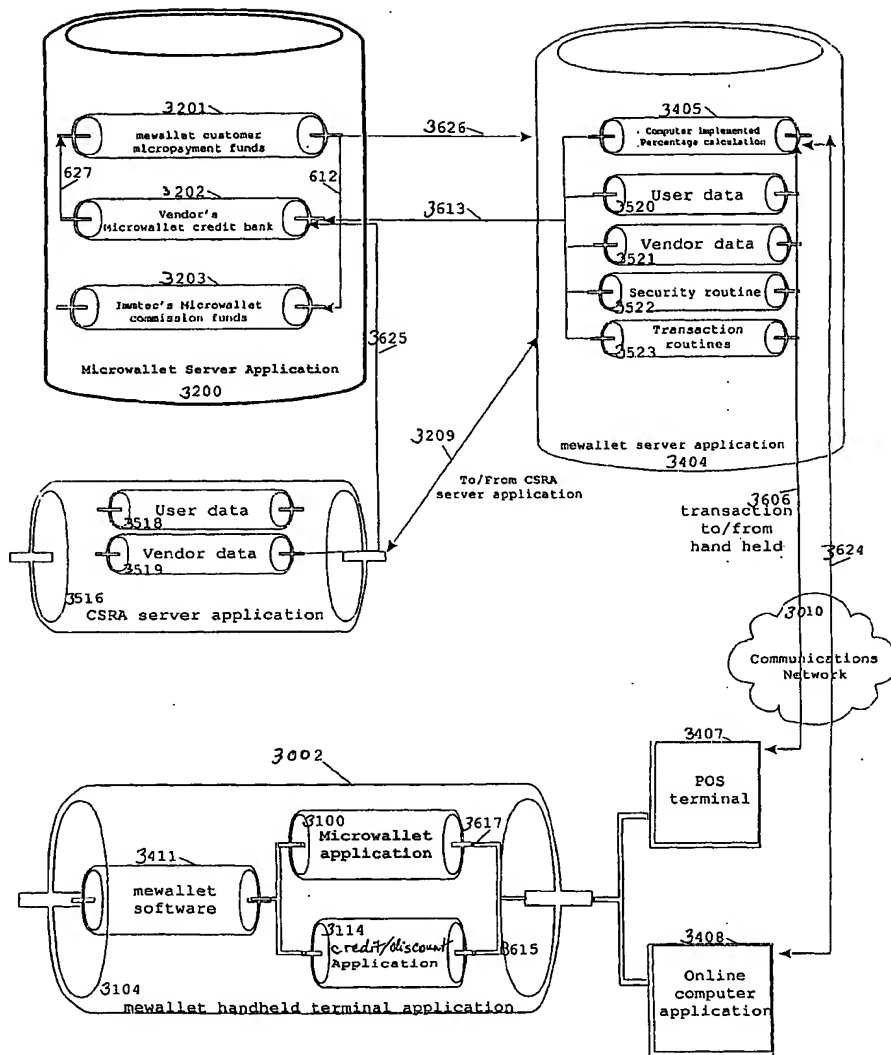 3201
mewallet customer
micropayment funds
3626
627
612
3202
Vendor's
Microwallet credit bank
3613
3203
Immtec's Microwallet
commission funds
3625
Microwallet Server Application
3200
3405
Computer implemented
Percentage calculation
User data
3520
Vendor data
3521
Security routine
3522
Transaction
routines
3523
mewallet server application
3404
3209
To/From CSRA
server application
3606
transaction
to/from
hand held
3624
User data
3518
Vendor data
3519
3516
CSRA server application
3010
Communications
Network
3002
3407
POS
terminal
3100
Microwallet
application
3617
3411
mewallet
software
3114
credit/discount
Application
3615
3104
mewallet handheld terminal application
3408
Online
computer
application